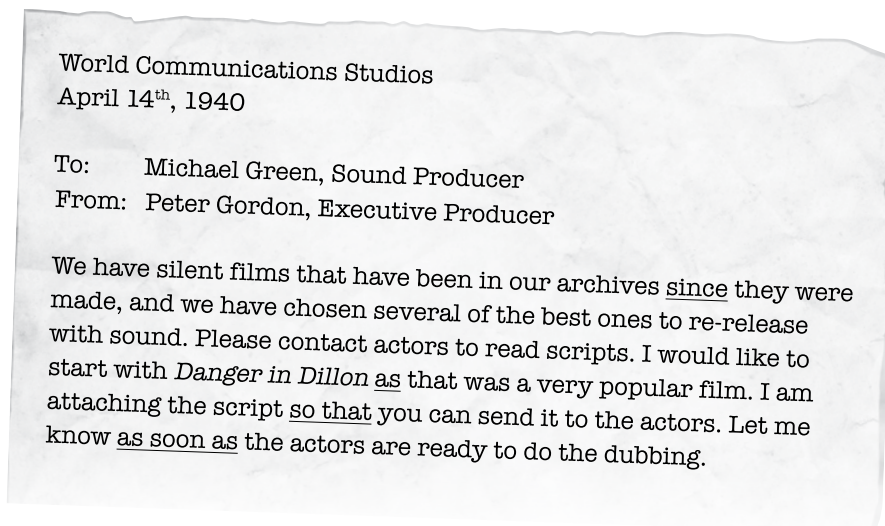 World Communications Studios
April 14th, 1940
To: Michael Green, Sound Producer
From: Peter Gordon, Executive Producer
We have silent films that have been in our archives since they were
made, and we have chosen several of the best ones to re-release
with sound. Please contact actors to read scripts. I would like to
start with Danger in Dillon as that was a very popular film. I am
attaching the script so that you can send it to the actors. Let me
know as soon as the actors are ready to do the dubbing.